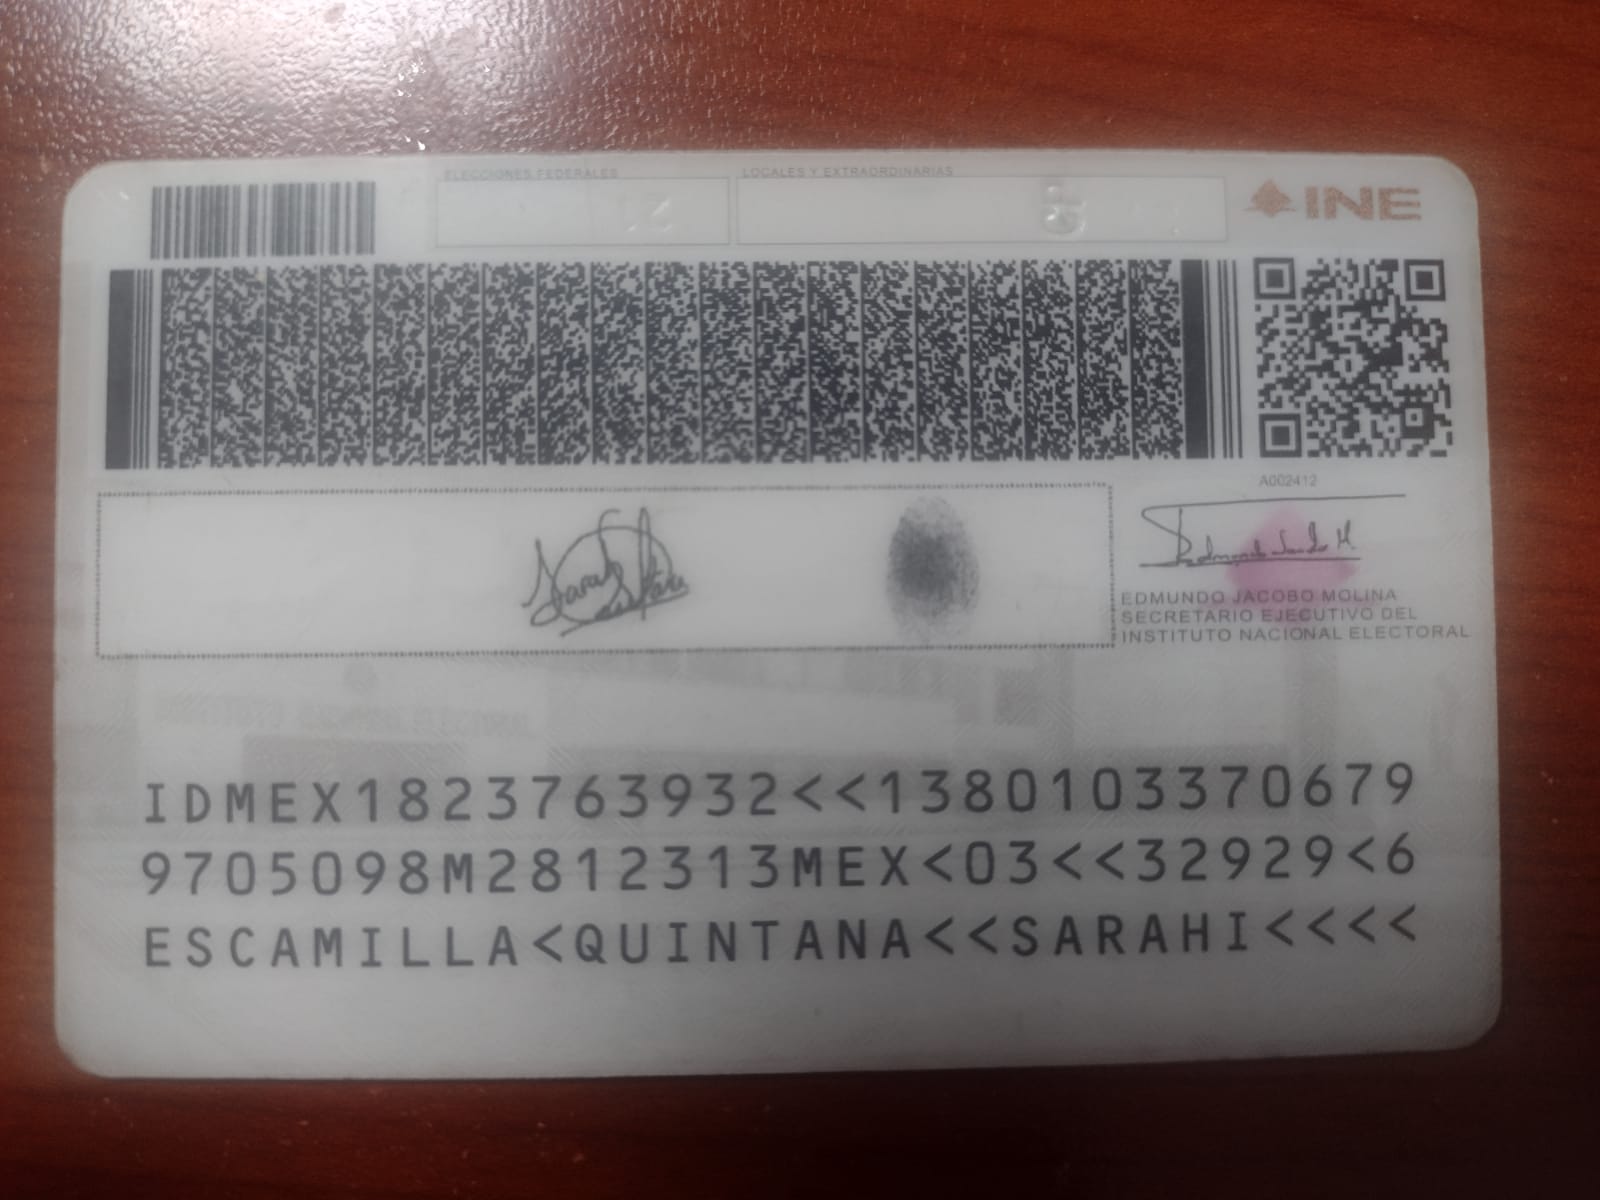 ELECCIONES FEDERALES
LOCALES Y EXTRAORDINARIAS
INE
21
A002412
EDMUNDO JACOBO MOLINA
SECRETARIO EJECUTIVO DEL
INSTITUTO NACIONAL ELECTORAL
IDMEX1823763932<<1380103370679
9705098M2812313MEX<03<<32929<6
ESCAMILLA<QUINTANA<<SARAHI<<<<